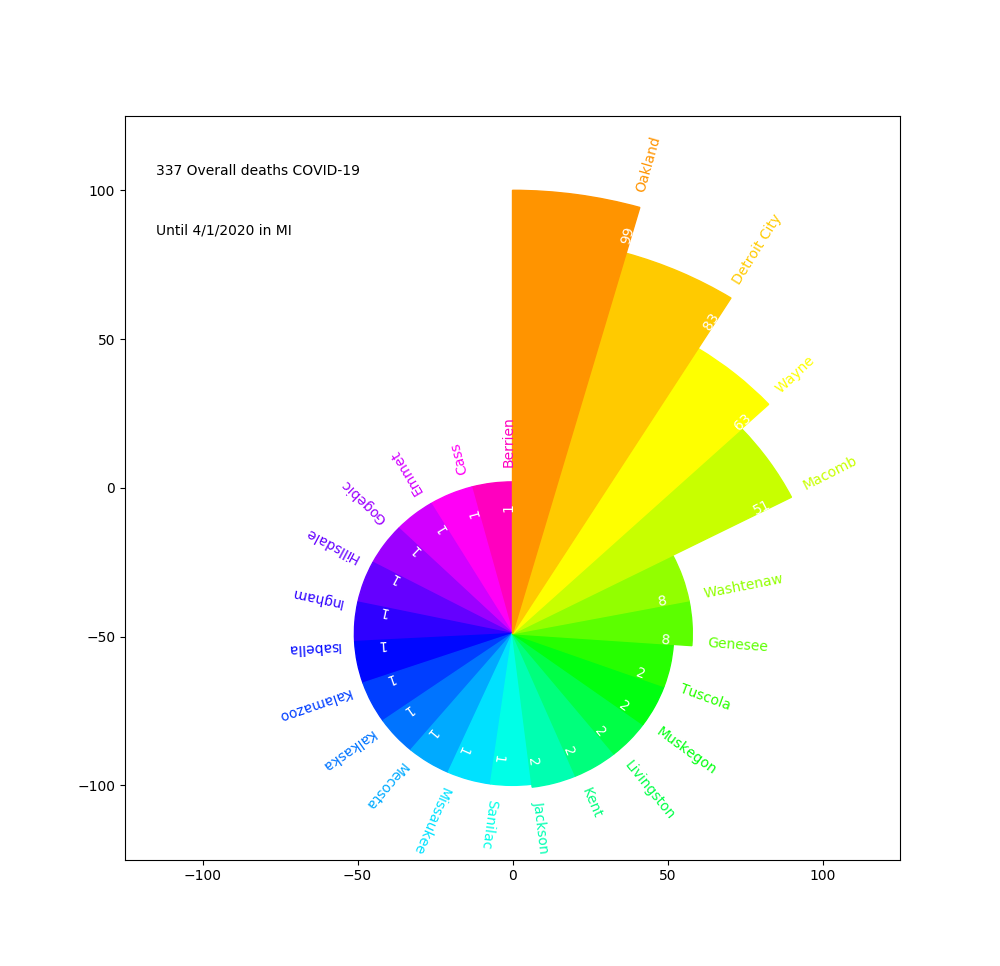 337 Overall deaths COVID-19
Until 4/1/2020 in MI
100
50
0
−50
−100
−100
−50
0
50
100
Oakland
99
Detroit City
83
Wayne
63
Macomb
51
Washtenaw
8
Genesee
8
Tuscola
2
Muskegon
2
Livingston
2
Kent
2
Jackson
2
Sanilac
1
Missaukee
1
Mecosta
1
Kalkaska
1
Kalamazoo
1
Isabella
1
Ingham
1
Hillsdale
1
Gogebic
1
Emmet
1
Cass
1
Berrien
1